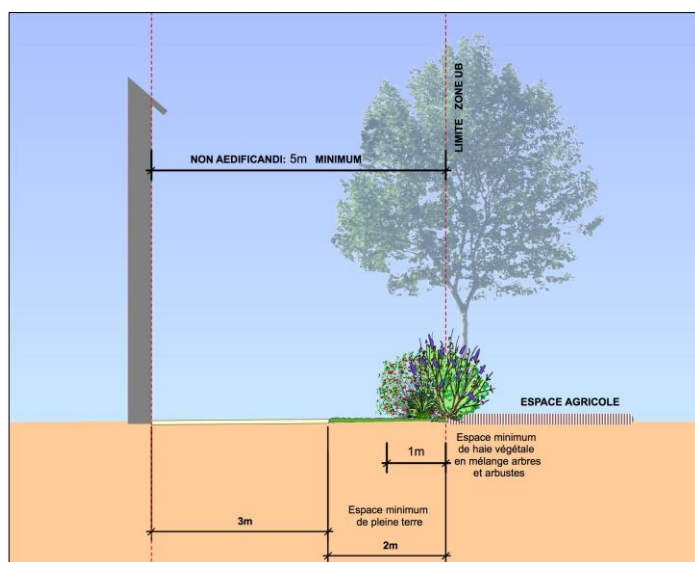 LIMITE ZONE UB
NON AEDIFICANDI: 5m MINIMUM
ESPACE AGRICOLE
Espace minimum
de haie végétale
en mélange arbres
et arbustes
1m
Espace minimum
de pleine terre
3m
2m